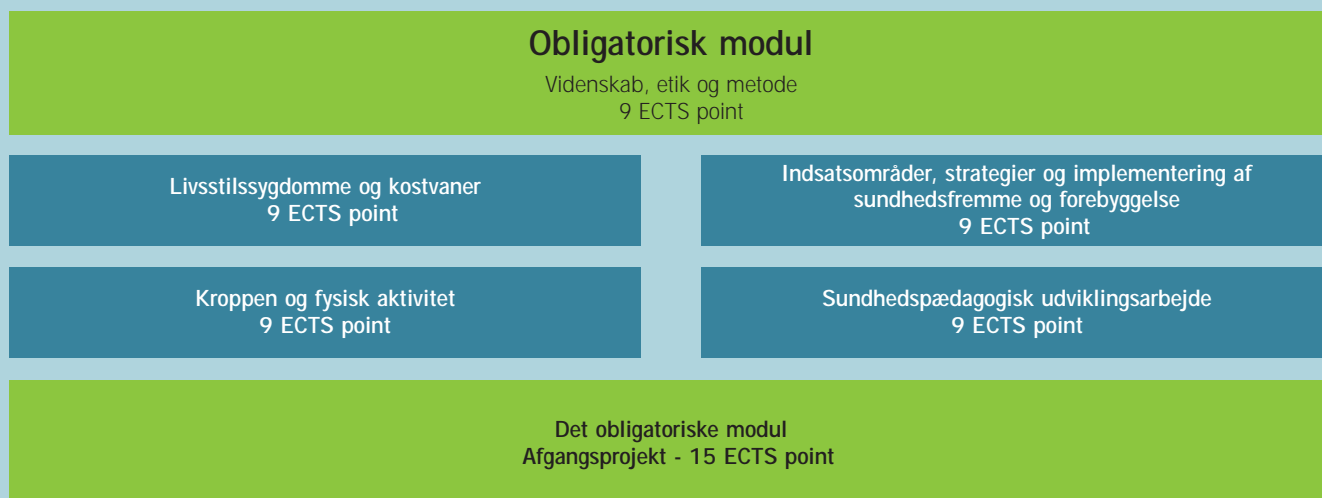 Obligatorisk modul
Videnskab, etik og metode
9 ECTS point
Livsstilssygdomme og kostvaner
9 ECTS point
Indsatsområder, strategier og implementering af
sundhedsfremme og forebyggelse
9 ECTS point
Kroppen og fysisk aktivitet
9 ECTS point
Sundhedspædagogisk udviklingsarbejde
9 ECTS point
Det obligatoriske modul
Afgangsprojekt - 15 ECTS point